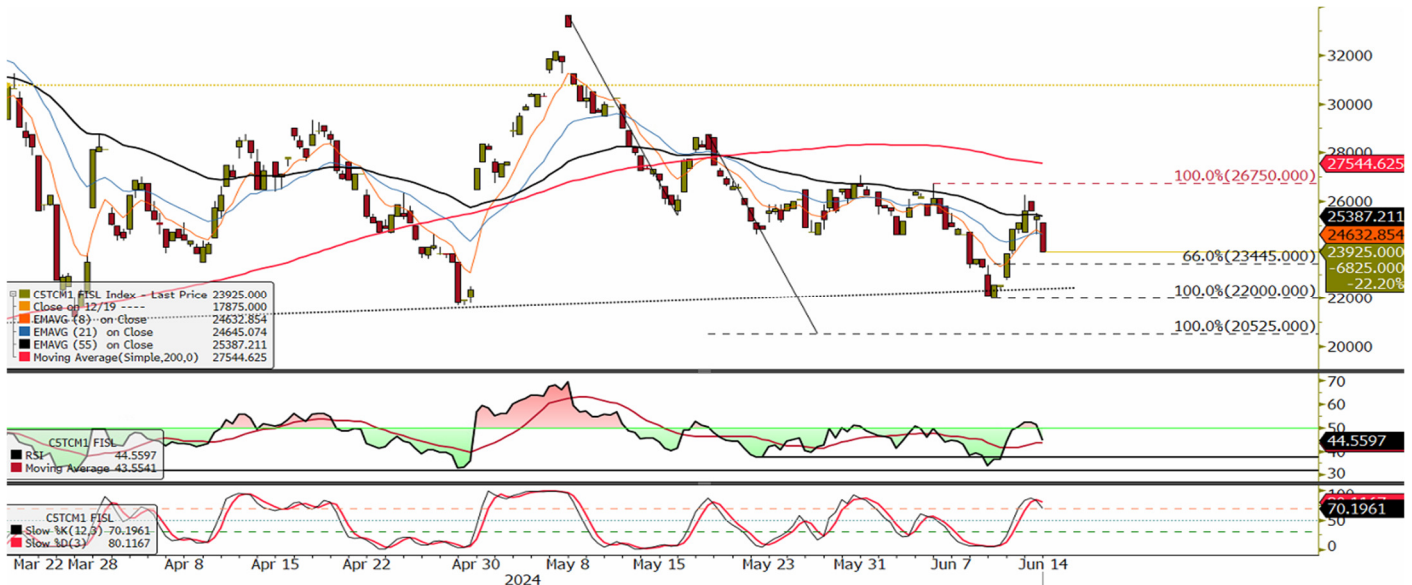 32000
30000
28000
27544.625
100.0%(26750.000)
26000
25387.211
24632.854
23925.000
66.0%(23445.000)
-6825.000
-22.20%
100.0%(22000.000)
22000
100.0%(20525.000)
20000
C5TCM1 FISL Index - Last Price 23925.000
Close on 12/19 ----- 17875.000
EMAVG (8) on Close 24632.854
EMAVG (21) on Close 24645.074
EMAVG (55) on Close 25387.211
Moving Average(Simple,200,0) 27544.625
70
60
50
44.5597
40
30
C5TCM1 FISL
RSI 44.5597
Moving Average 43.5541
100
70.1961
50
0
C5TCM1 FISL
Slow %K(12,3) 70.1961
Slow %D(3) 80.1167
Mar 22 Mar 28 Apr 8 Apr 15 Apr 22 Apr 30 May 8 May 15 May 23 May 31 Jun 7 Jun 14
2024